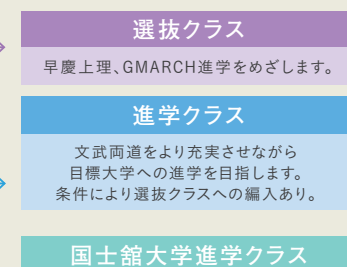 選抜クラス
早慶上理、GMARCH進学をめざします。
進学クラス
文武両道をより充実させながら
目標大学への進学を目指します。
条件により選抜クラスへの編入あり。
国士舘大学進学クラス